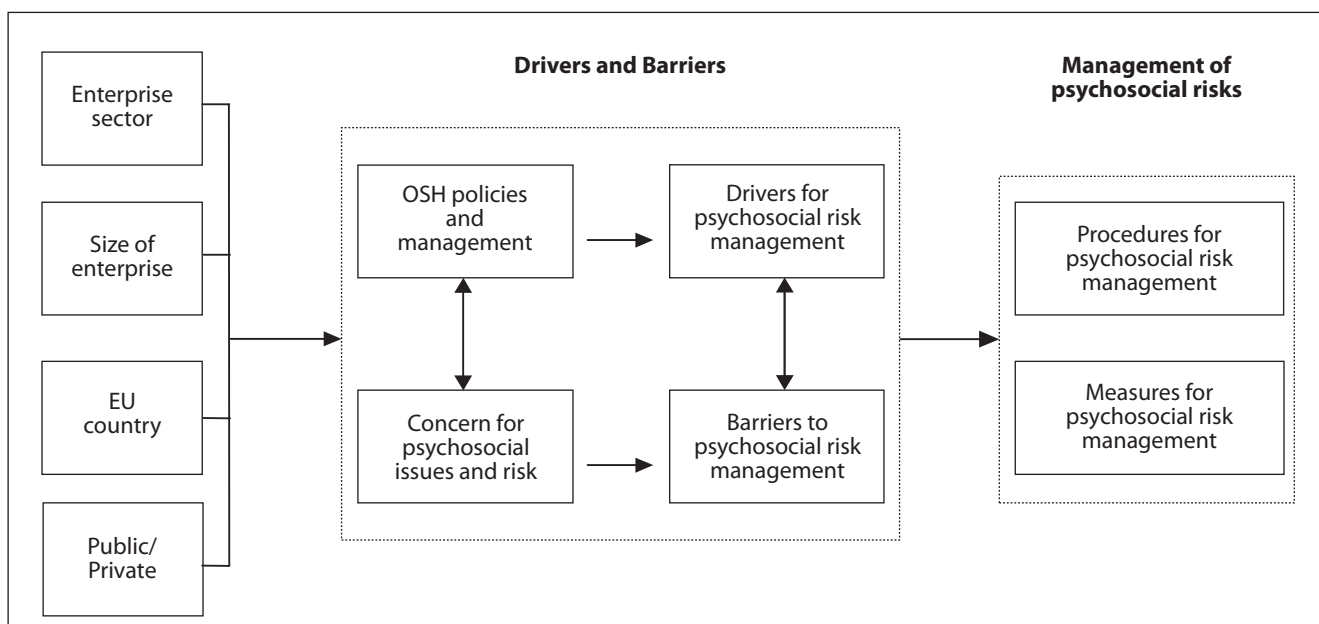 Enterprise
sector
Size of
enterprise
EU
country
Public/
Private
Drivers and Barriers
OSH policies
and
management
Drivers for
psychosocial risk
management
Concern for
psychosocial
issues and risk
Barriers to
psychosocial risk
management
Management of
psychosocial risks
Procedures for
psychosocial risk
management
Measures for
psychosocial risk
management